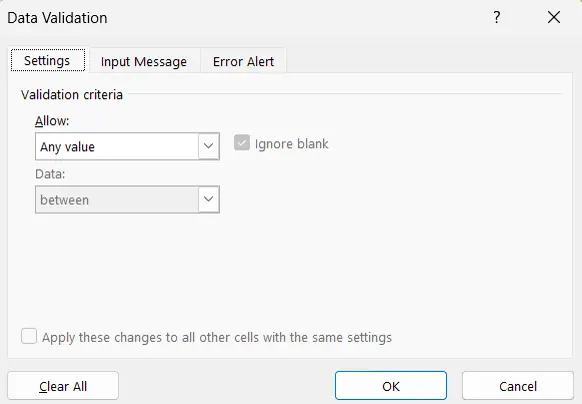 Data Validation ?
Settings Input Message Error Alert
Validation criteria
Allow:
Any value Ignore blank
Data:
between
Apply these changes to all other cells with the same settings
Clear All OK Cancel